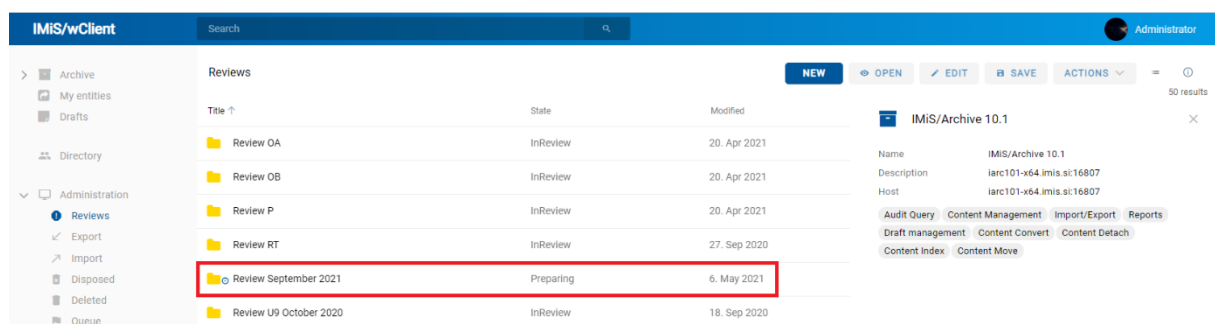 IMiS/wClient
Search
Administrator
Archive
My entities
Drafts
Directory
Administration
Reviews
Export
Import
Disposed
Deleted
Queue
Reviews
NEW
OPEN
EDIT
SAVE
ACTIONS
50 results
Title State Modified
Review OA InReview 20. Apr 2021
Review OB InReview 20. Apr 2021
Review P InReview 20. Apr 2021
Review RT InReview 27. Sep 2020
Review September 2021 Preparing 6. May 2021
Review U9 October 2020 InReview 18. Sep 2020
IMiS/Archive 10.1
Name IMiS/Archive 10.1
Description iarc101-x64.imis.si:16807
Host iarc101-x64.imis.si:16807
Audit Query Content Management Import/Export Reports
Draft management Content Convert Content Detach
Content Index Content Move